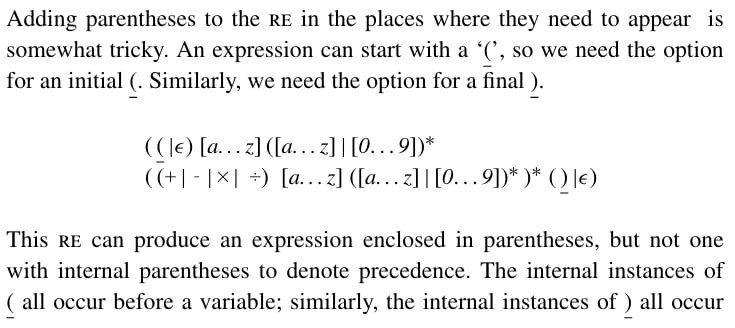 Adding parentheses to the RE in the places where they need to appear is
somewhat tricky. An expression can start with a ‘(’, so we need the option
for an initial (. Similarly, we need the option for a final ).
( ( |ϵ) [a...z] ([a...z] | [0...9])*
( (+ | - | × | ÷) [a...z] ([a...z] | [0...9])* )* ( ) |ϵ)
This RE can produce an expression enclosed in parentheses, but not one
with internal parentheses to denote precedence. The internal instances of
( all occur before a variable; similarly, the internal instances of ) all occur